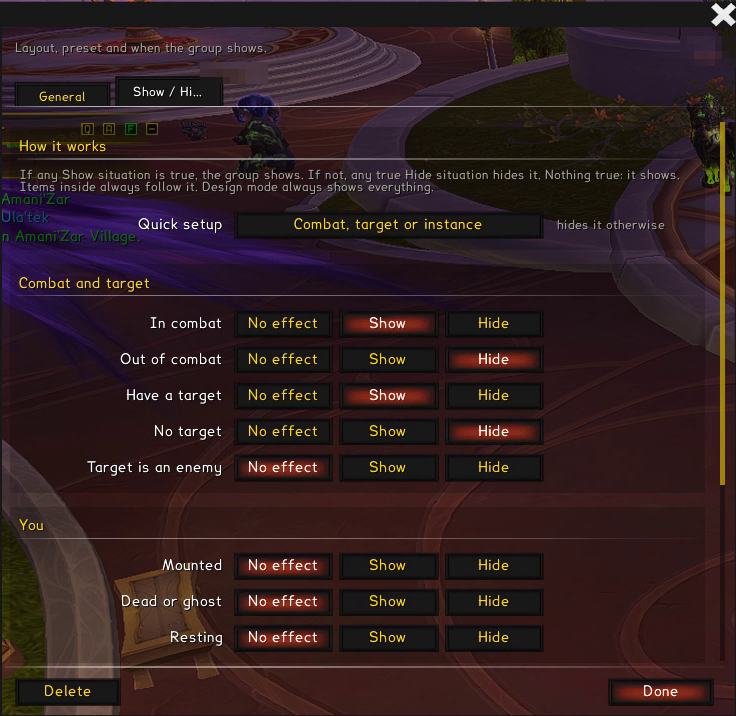 Layout, preset and when the group shows.
General
Show / Hi...
Q A F –
How it works
If any Show situation is true, the group shows. If not, any true Hide situation hides it. Nothing true: it shows.
Items inside always follow it. Design mode always shows everything.
Amani'Zar
Ula'tek
n Amani'Zar Village.
Quick setup Combat, target or instance hides it otherwise
Combat and target
In combat No effect Show Hide
Out of combat No effect Show Hide
Have a target No effect Show Hide
No target No effect Show Hide
Target is an enemy No effect Show Hide
You
Mounted No effect Show Hide
Dead or ghost No effect Show Hide
Resting No effect Show Hide
Delete
Done